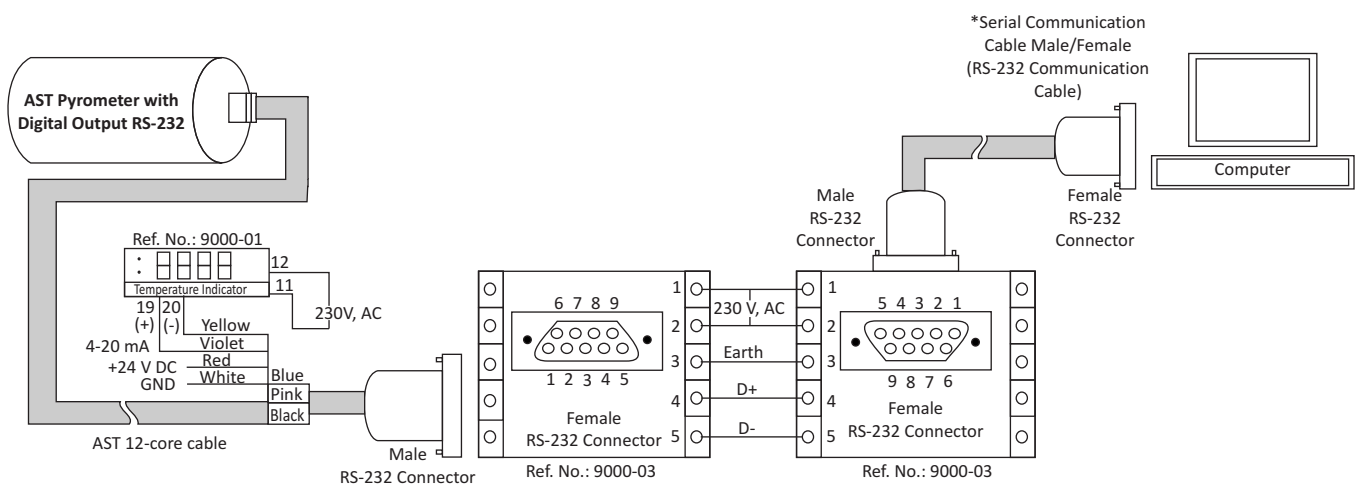 *Serial Communication
Cable Male/Female
(RS-232 Communication
Cable)
AST Pyrometer with
Digital Output RS-232
Computer
Male
RS-232
Connector
Female
RS-232
Connector
Ref. No.: 9000-01
12
Temperature Indicator
11
19 20
(+) (-)
230V, AC
Yellow
4-20 mA
Violet
+24 V DC
Red
GND
White
Blue
Pink
Black
AST 12-core cable
Male
RS-232 Connector
6 7 8 9
1 2 3 4 5
Female
RS-232 Connector
1
2
3
4
5
Ref. No.: 9000-03
230 V, AC
Earth
D+
D-
1
2
3
4
5
5 4 3 2 1
9 8 7 6
Female
RS-232 Connector
Ref. No.: 9000-03